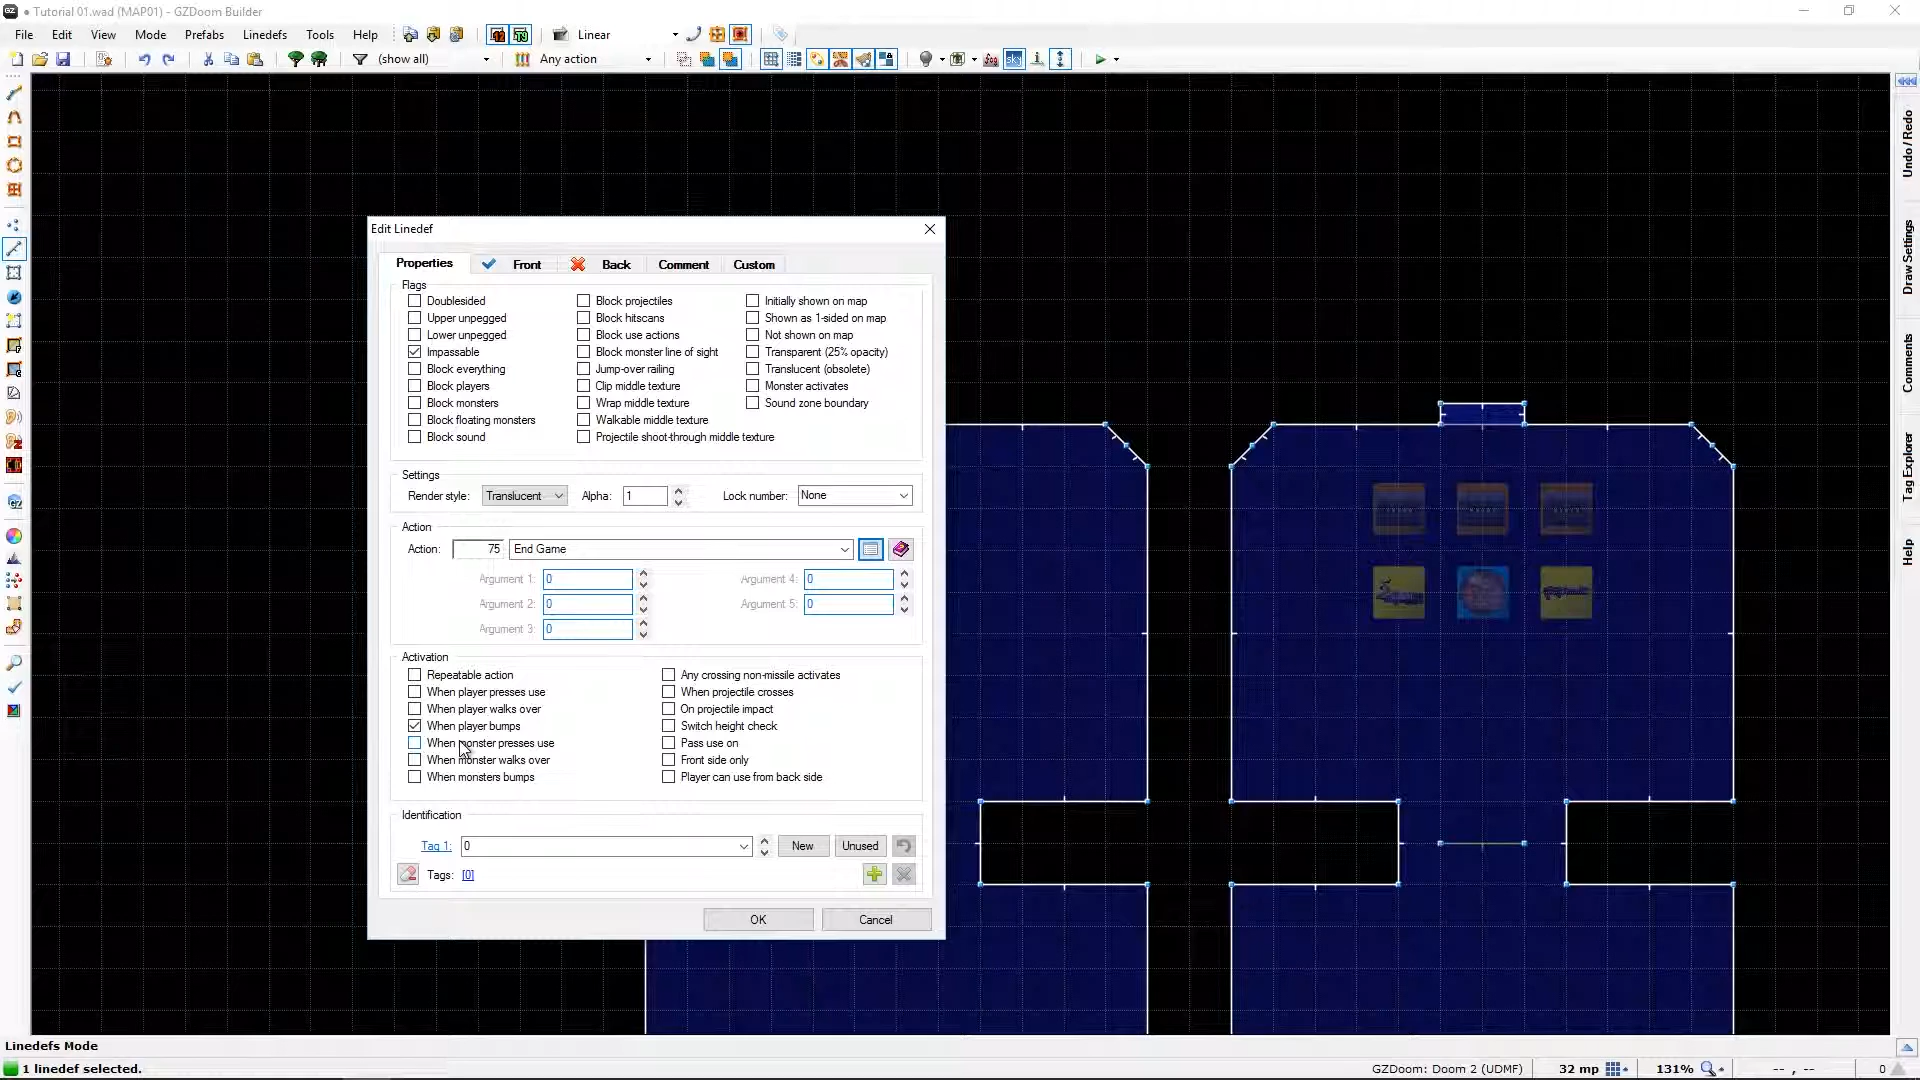 Tutorial 01.wad (MAP01) - GZDoom Builder
File Edit View Mode Prefabs Linedefs Tools Help Linear
(show all) Any action
Undo / Redo
Draw Settings
Comments
Tag Explorer
Help
Edit Linedef
Properties Front Back Comment Custom
Flags
Doublesided Block projectiles Initially shown on map
Upper unpegged Block hitscans Shown as 1-sided on map
Lower unpegged Block use actions Not shown on map
Impassable Block monster line of sight Transparent (25% opacity)
Block everything Jump-over railing Translucent (obsolete)
Block players Clip middle texture Monster activates
Block monsters Wrap middle texture Sound zone boundary
Block floating monsters Walkable middle texture
Block sound Projectile shoot-through middle texture
Settings
Render style: Translucent Alpha: 1 Lock number: None
Action
Action: 75 End Game
Argument 1: 0 Argument 4: 0
Argument 2: 0 Argument 5: 0
Argument 3: 0
Activation
Repeatable action Any crossing non-missile activates
When player presses use When projectile crosses
When player walks over On projectile impact
When player bumps Switch height check
When monster presses use Pass use on
When monster walks over Front side only
When monsters bumps Player can use from back side
Identification
Tag 1: 0 New Unused
Tags: [0]
OK Cancel
Linedefs Mode
1 linedef selected. GZDoom: Doom 2 (UDMF) 32 mp 131% -- , -- 0